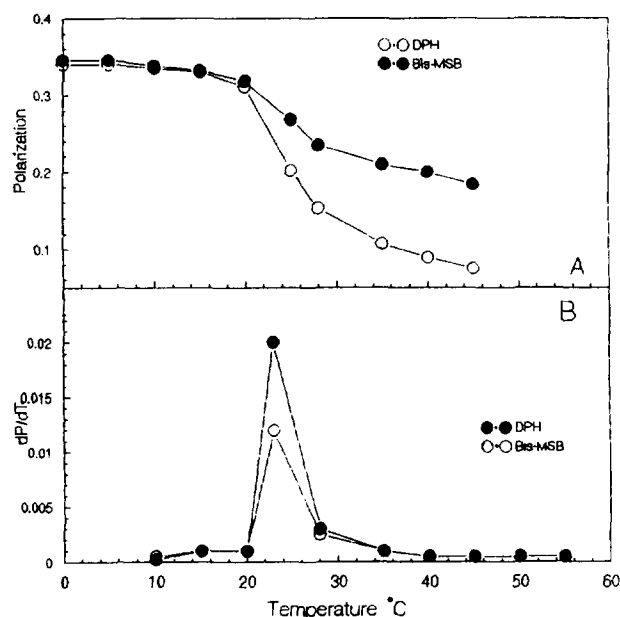 0.4
DPH
Bis-MSB
0.3
Polarization
0.2
0.1
A
B
0.02
0.015
DPH
Bis-MSB
dP/dT
0.01
0.005
0
0 10 20 30 40 50 60
Temperature °C